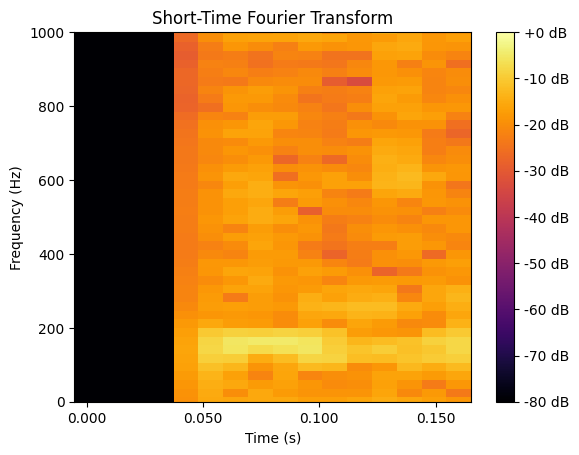 Short-Time Fourier Transform
1000
800
600
400
200
0
Frequency (Hz)
0.000
0.050
0.100
0.150
Time (s)
+0 dB
-10 dB
-20 dB
-30 dB
-40 dB
-50 dB
-60 dB
-70 dB
-80 dB